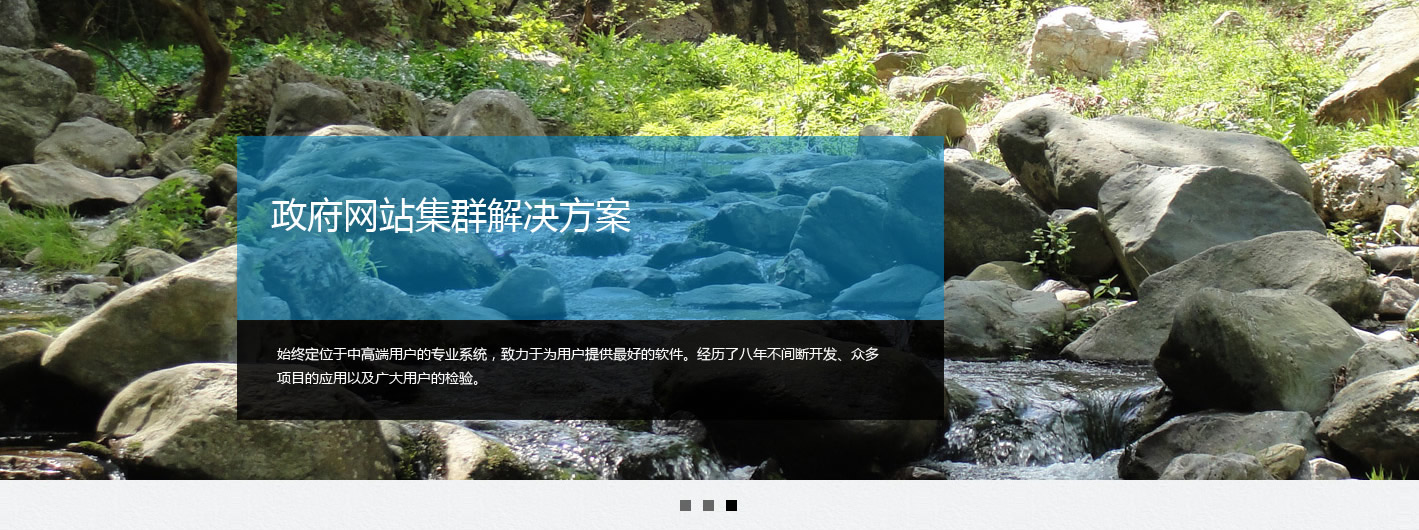 政府网站集群解决方案
始终定位于中高端用户的专业系统，致力于为用户提供最好的软件。经历了八年不间断开发、众多
项目的应用以及广大用户的检验。